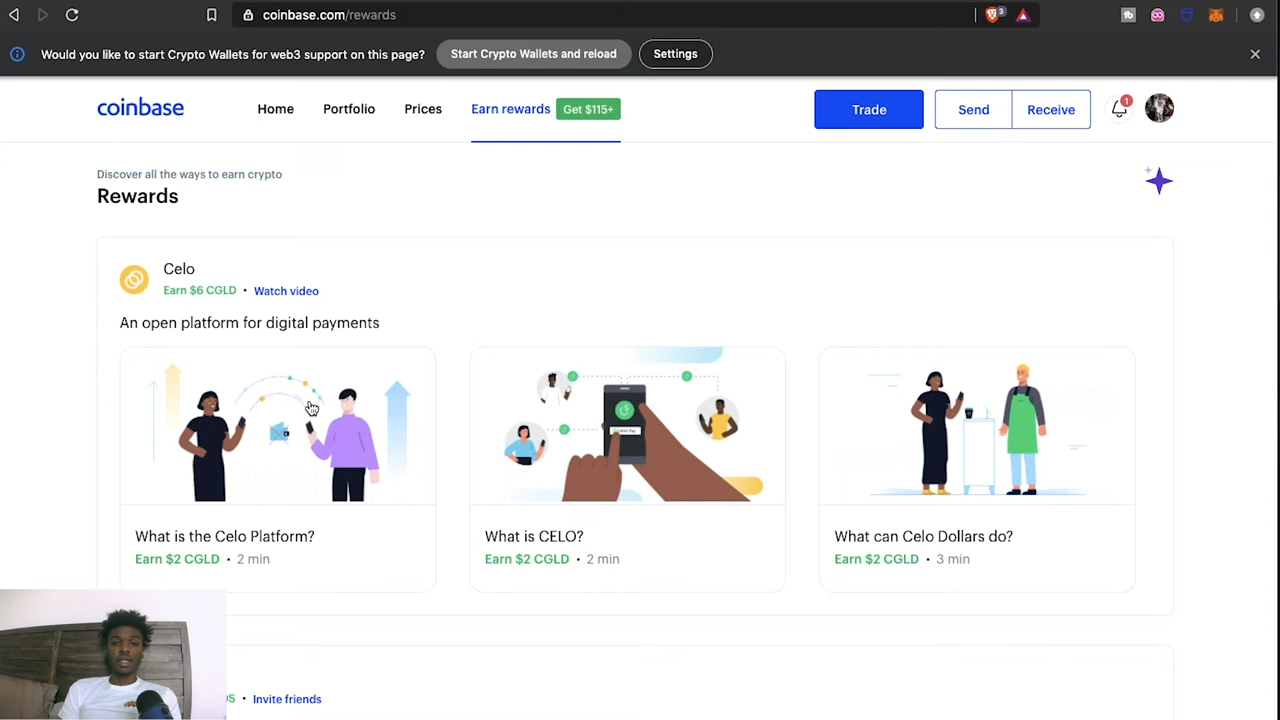 coinbase.com/rewards
3
Would you like to start Crypto Wallets for web3 support on this page?
Start Crypto Wallets and reload
Settings
coinbase
Home
Portfolio
Prices
Earn rewards
Get $115+
Trade
Send
Receive
1
Discover all the ways to earn crypto
Rewards
Celo
Earn $6 CGLD • Watch video
An open platform for digital payments
What is the Celo Platform?
Earn $2 CGLD • 2 min
What is CELO?
Earn $2 CGLD • 2 min
What can Celo Dollars do?
Earn $2 CGLD • 3 min
• Invite friends